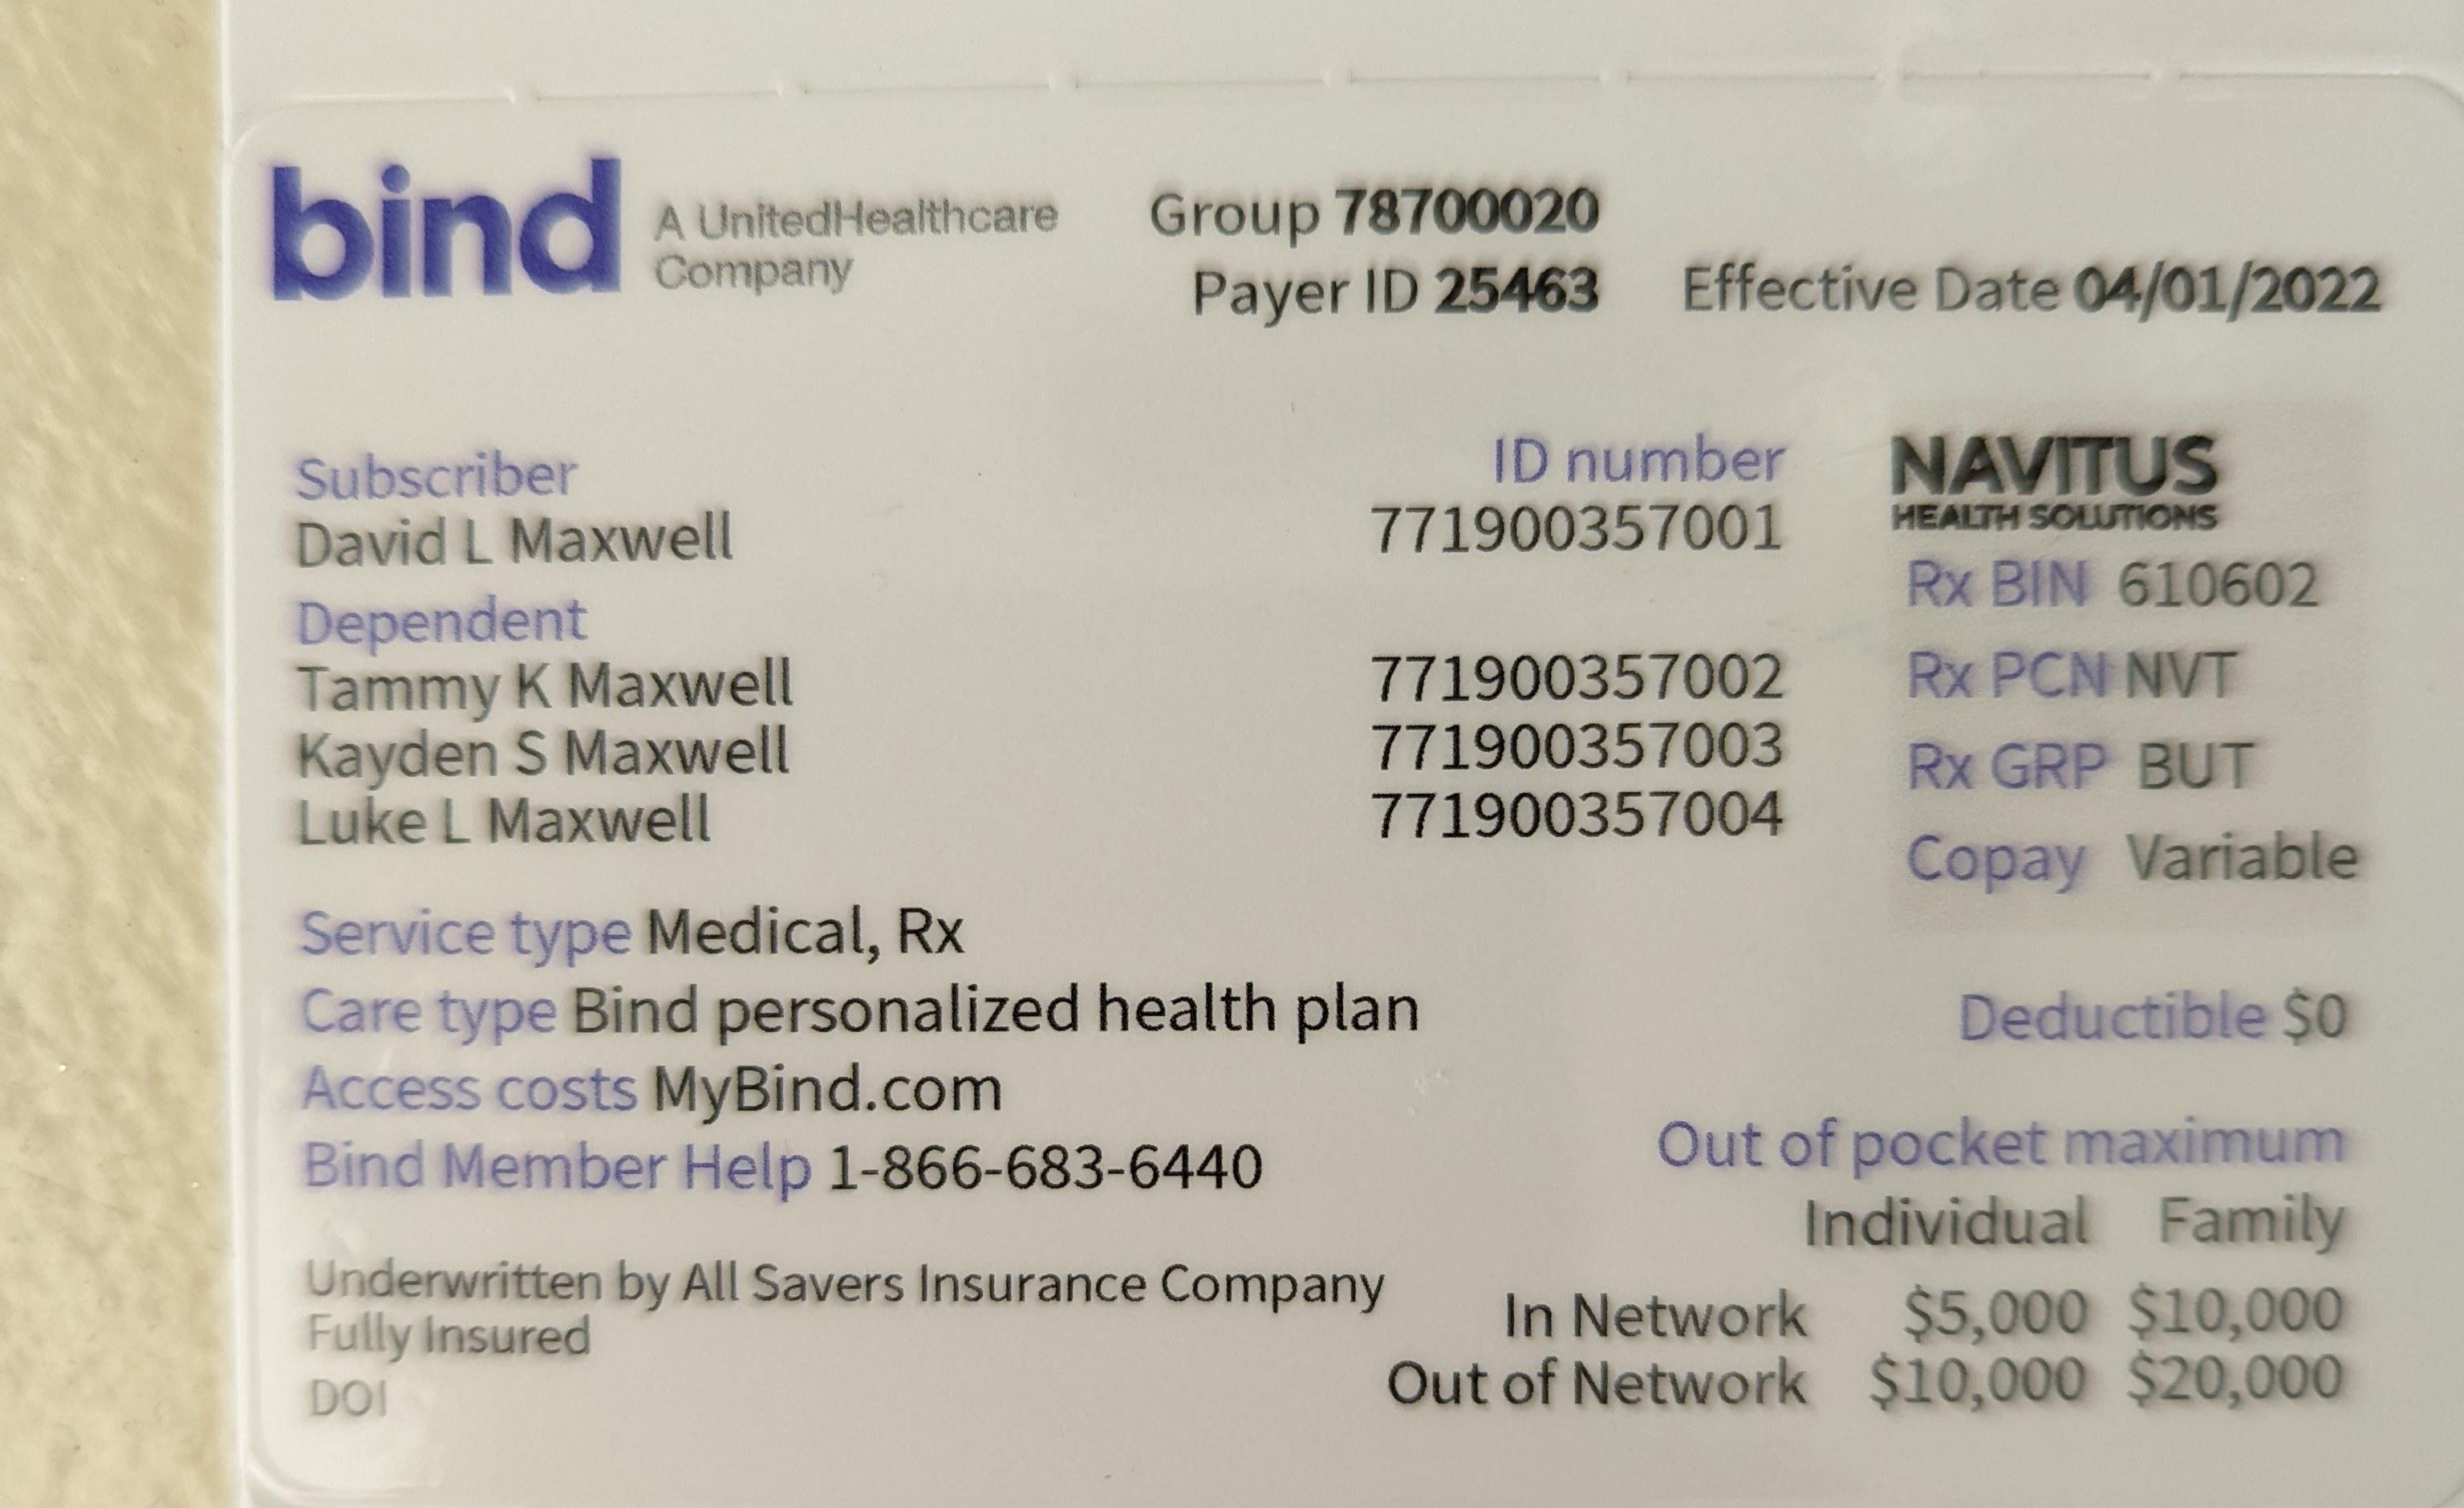 bind A UnitedHealthcare
Company
Group 78700020
Payer ID 25463 Effective Date 04/01/2022
Subscriber ID number
David L Maxwell 771900357001
Dependent
Tammy K Maxwell 771900357002
Kayden S Maxwell 771900357003
Luke L Maxwell 771900357004
NAVITUS
HEALTH SOLUTIONS
Rx BIN 610602
Rx PCN NVT
Rx GRP BUT
Copay Variable
Service type Medical, Rx
Care type Bind personalized health plan
Access costs MyBind.com
Bind Member Help 1-866-683-6440
Deductible $0
Out of pocket maximum
Individual Family
In Network $5,000 $10,000
Out of Network $10,000 $20,000
Underwritten by All Savers Insurance Company
Fully Insured
DOI